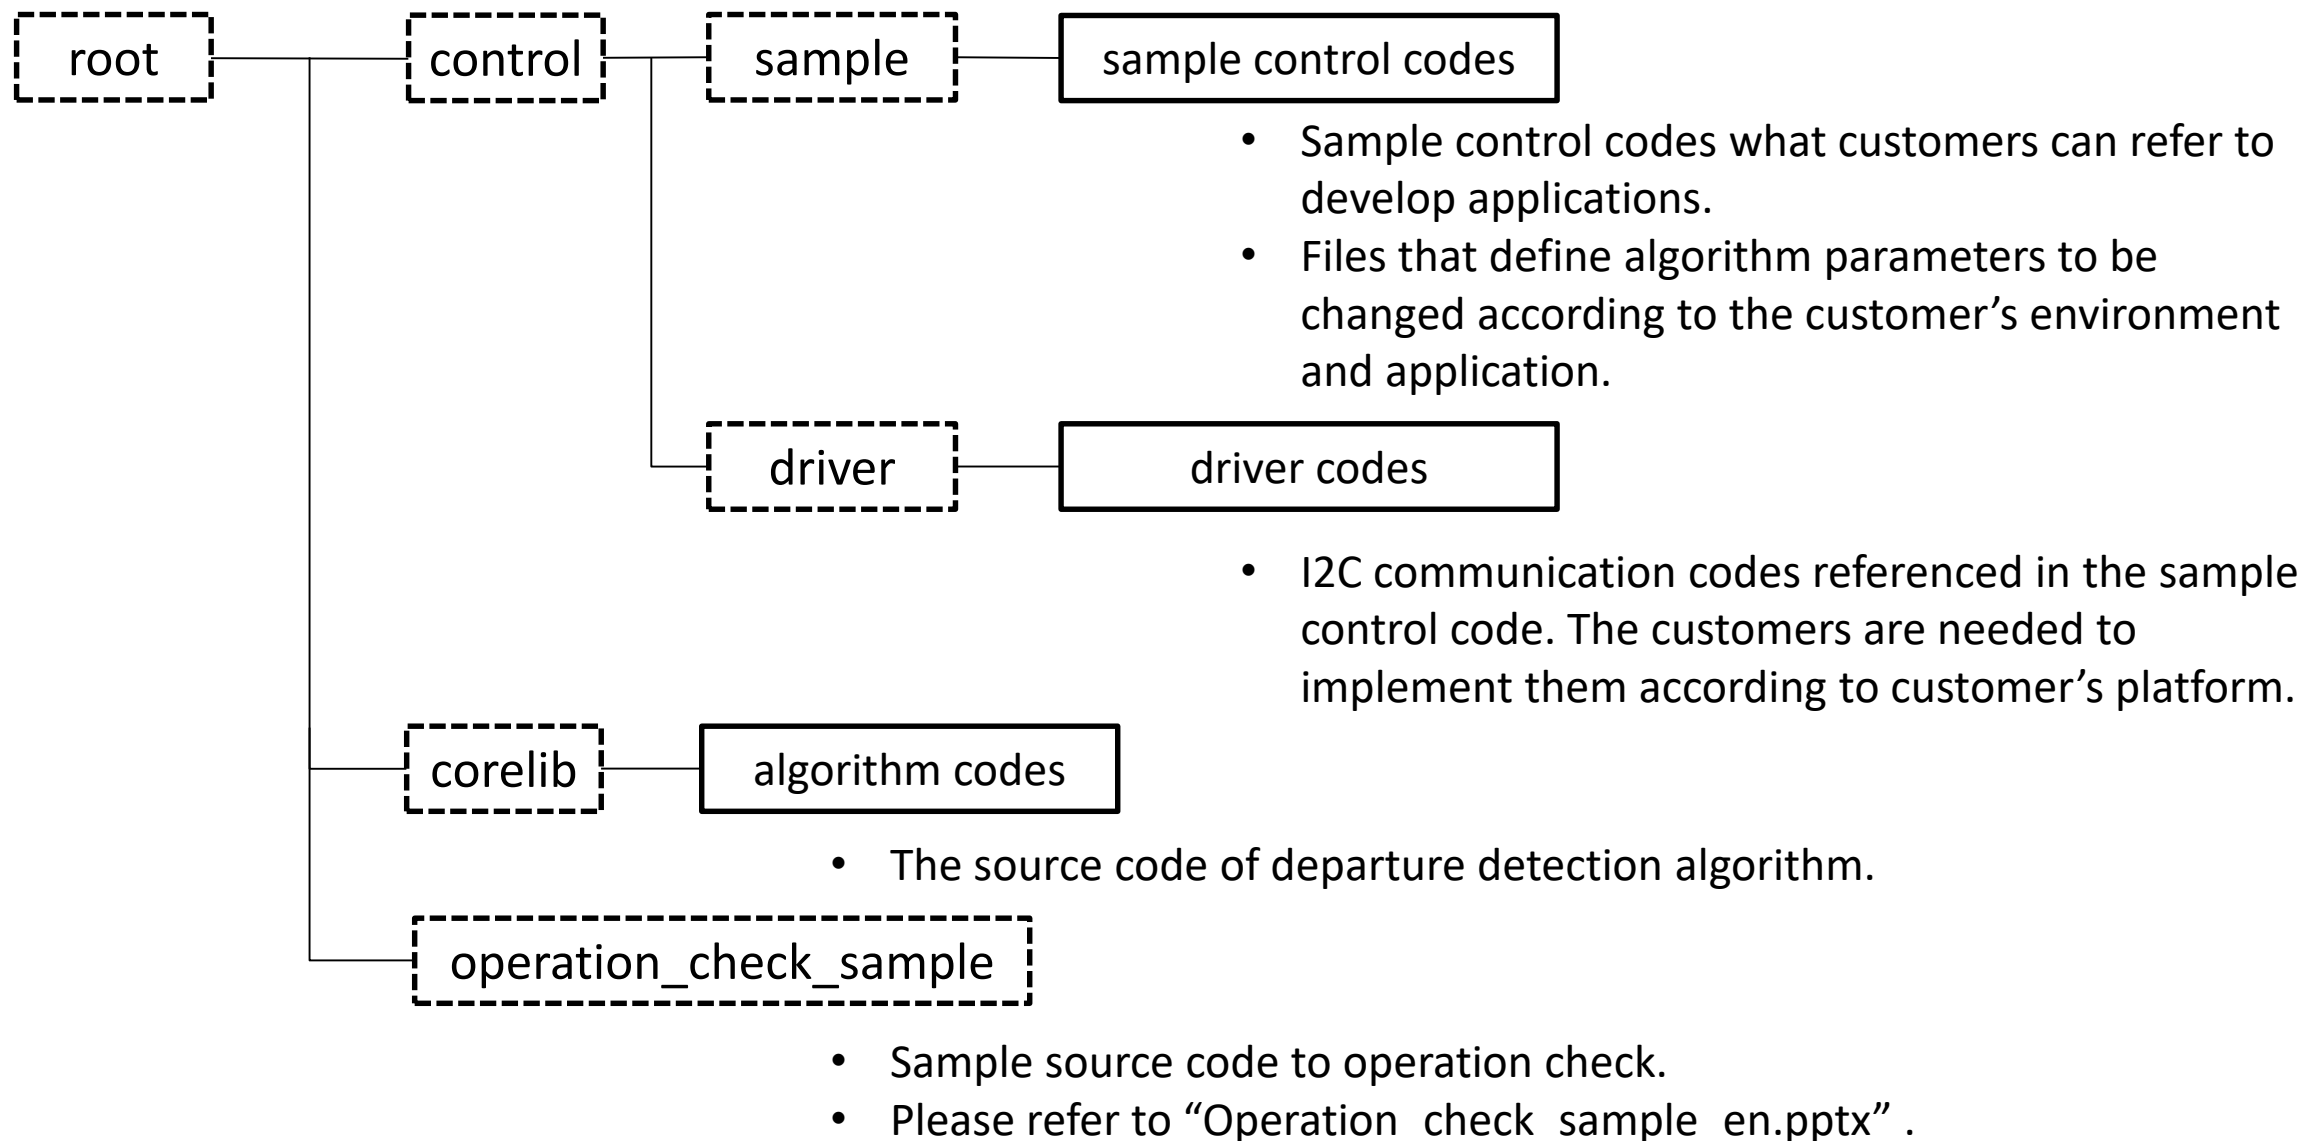 root
control
sample
sample control codes
• Sample control codes what customers can refer to
develop applications.
• Files that define algorithm parameters to be
changed according to the customer’s environment
and application.
driver
driver codes
• I2C communication codes referenced in the sample
control code. The customers are needed to
implement them according to customer’s platform.
corelib
algorithm codes
• The source code of departure detection algorithm.
operation_check_sample
• Sample source code to operation check.
• Please refer to “Operation_check_sample_en.pptx” .